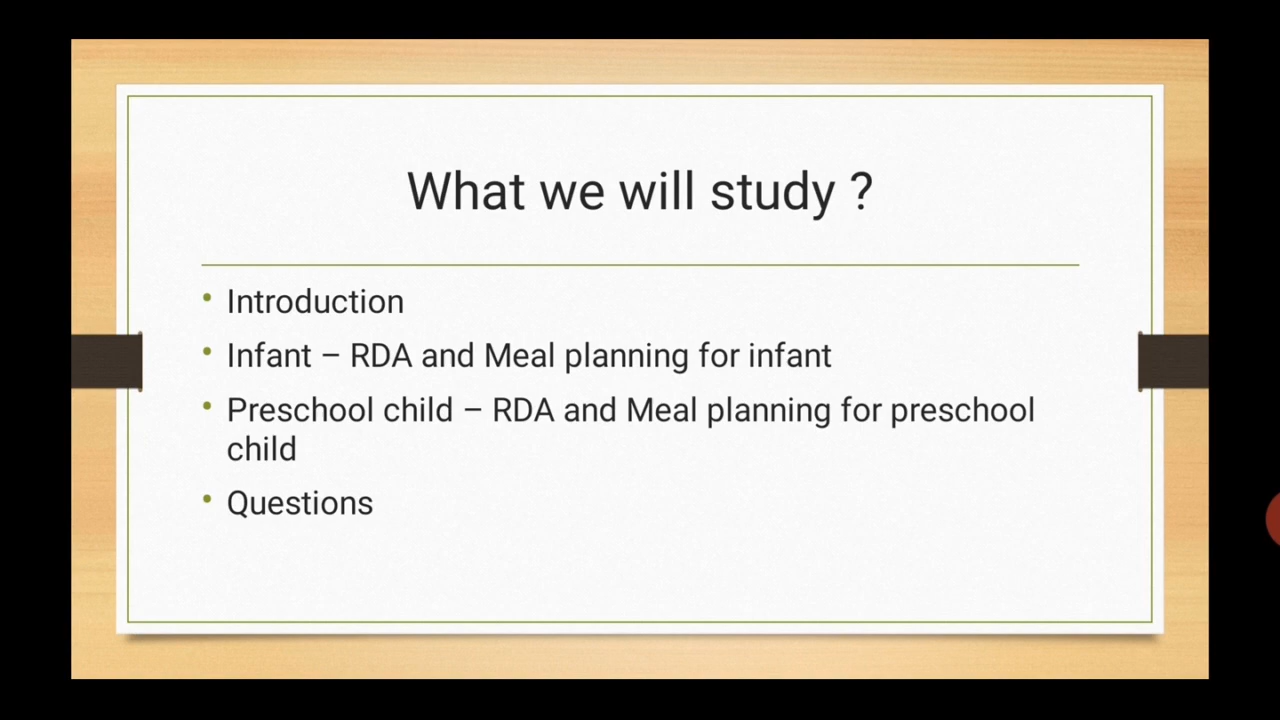 What we will study ?
• Introduction
• Infant – RDA and Meal planning for infant
• Preschool child – RDA and Meal planning for preschool
child
• Questions